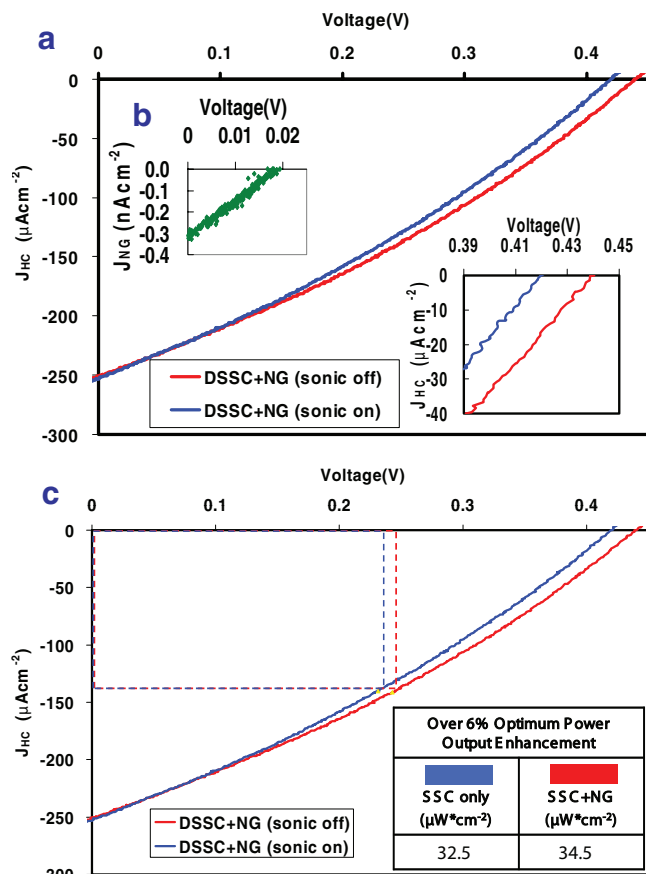 a
Voltage(V)
0 0.1 0.2 0.3 0.4
0
-50
-100
-150
-200
-250
-300
J_HC (µAcm⁻²)
b
Voltage(V)
0 0.01 0.02
0.0
-0.1
-0.2
-0.3
-0.4
J_NG (nAcm⁻²)
Voltage(V)
0.39 0.41 0.43 0.45
0
-10
-20
-30
-40
J_HC (µAcm⁻²)
DSSC+NG (sonic off)
DSSC+NG (sonic on)
c
Voltage(V)
0 0.1 0.2 0.3 0.4
0
-50
-100
-150
-200
-250
-300
J_HC (µAcm⁻²)
DSSC+NG (sonic off)
DSSC+NG (sonic on)
Over 6% Optimum Power
Output Enhancement
SSC only SSC+NG
(µW*cm⁻²) (µW*cm⁻²)
32.5 34.5